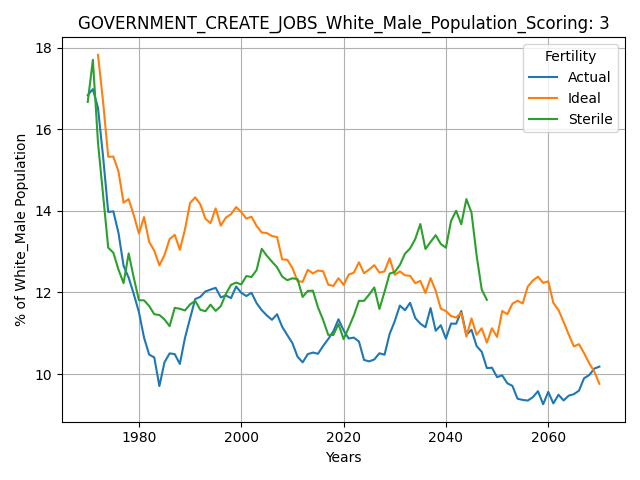 GOVERNMENT_CREATE_JOBS_White_Male_Population_Scoring: 3
Fertility
Actual
Ideal
Sterile
% of White_Male Population
18
16
14
12
10
1980
2000
2020
2040
2060
Years